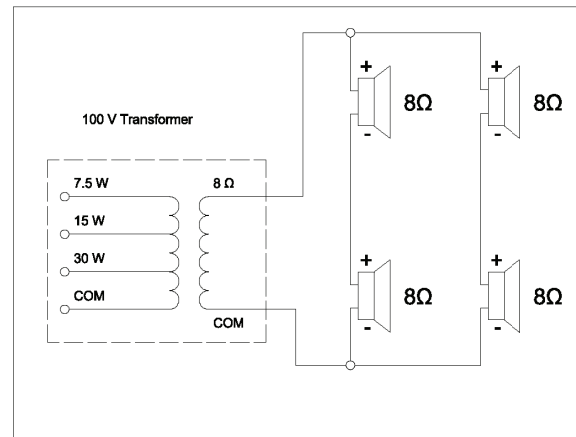 100 V Transformer
7.5 W
8 Ω
15 W
30 W
COM
COM
+
8Ω
-
+
8Ω
-
+
8Ω
-
+
8Ω
-